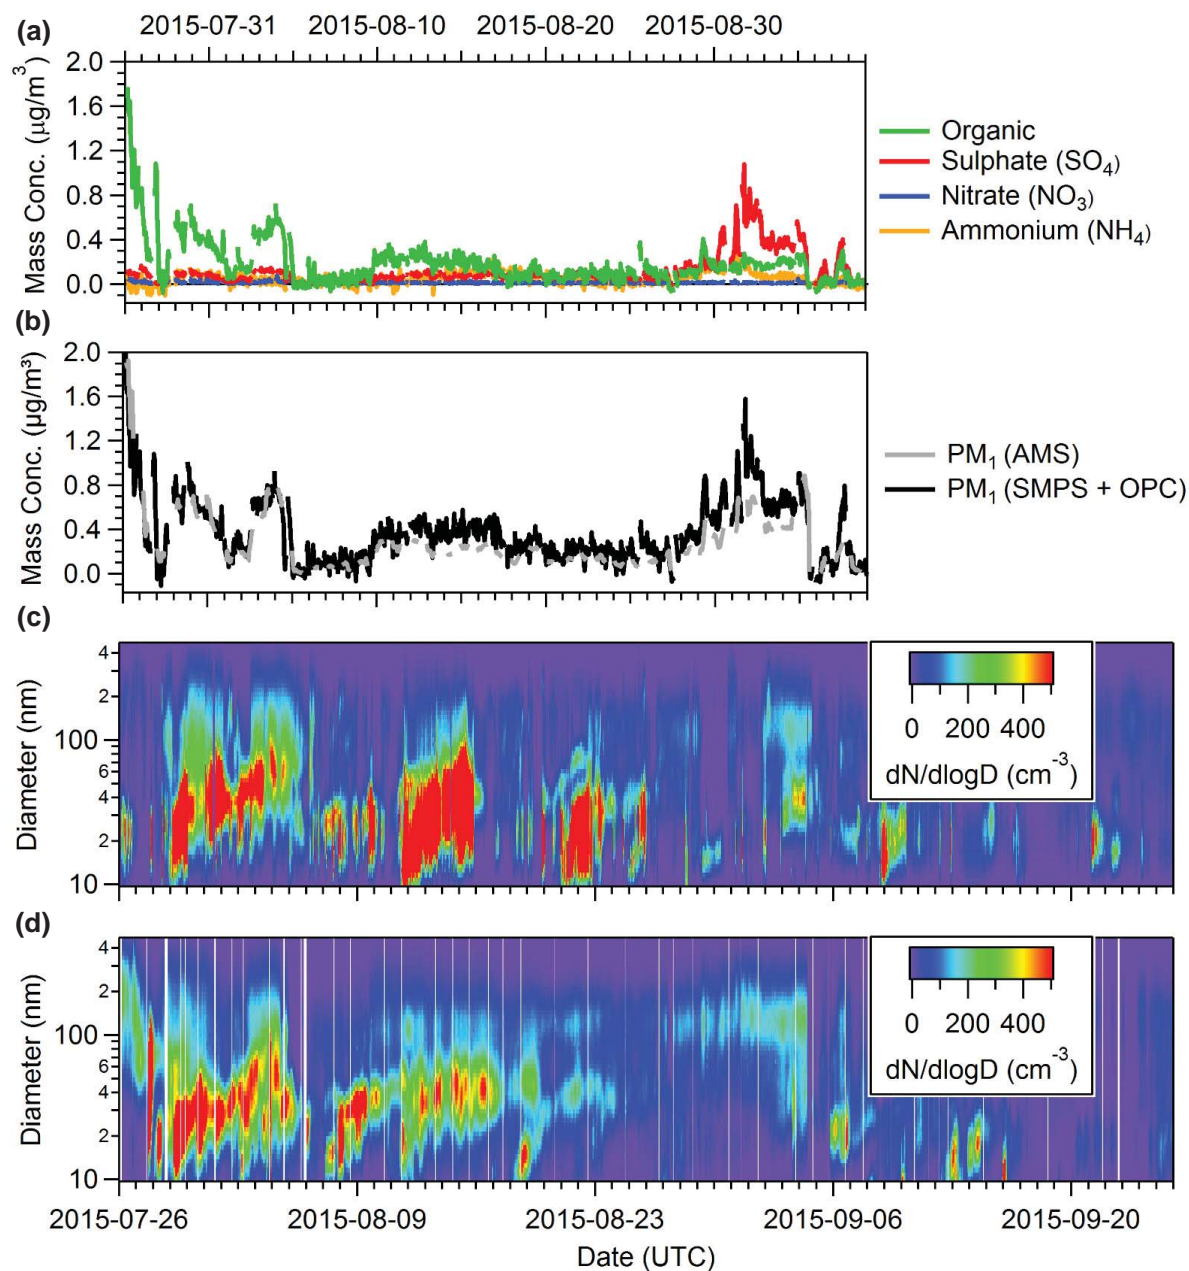 (a)
2015-07-31 2015-08-10 2015-08-20 2015-08-30
Mass Conc. (µg/m³)
2.0
1.6
1.2
0.8
0.4
0.0
Organic
Sulphate (SO₄)
Nitrate (NO₃)
Ammonium (NH₄)
(b)
Mass Conc. (µg/m³)
2.0
1.6
1.2
0.8
0.4
0.0
PM₁ (AMS)
PM₁ (SMPS + OPC)
(c)
Diameter (nm)
4
2
100
6
4
2
10
0 200 400
dN/dlogD (cm⁻³)
(d)
Diameter (nm)
4
2
100
6
4
2
10
0 200 400
dN/dlogD (cm⁻³)
2015-07-26 2015-08-09 2015-08-23 2015-09-06 2015-09-20
Date (UTC)